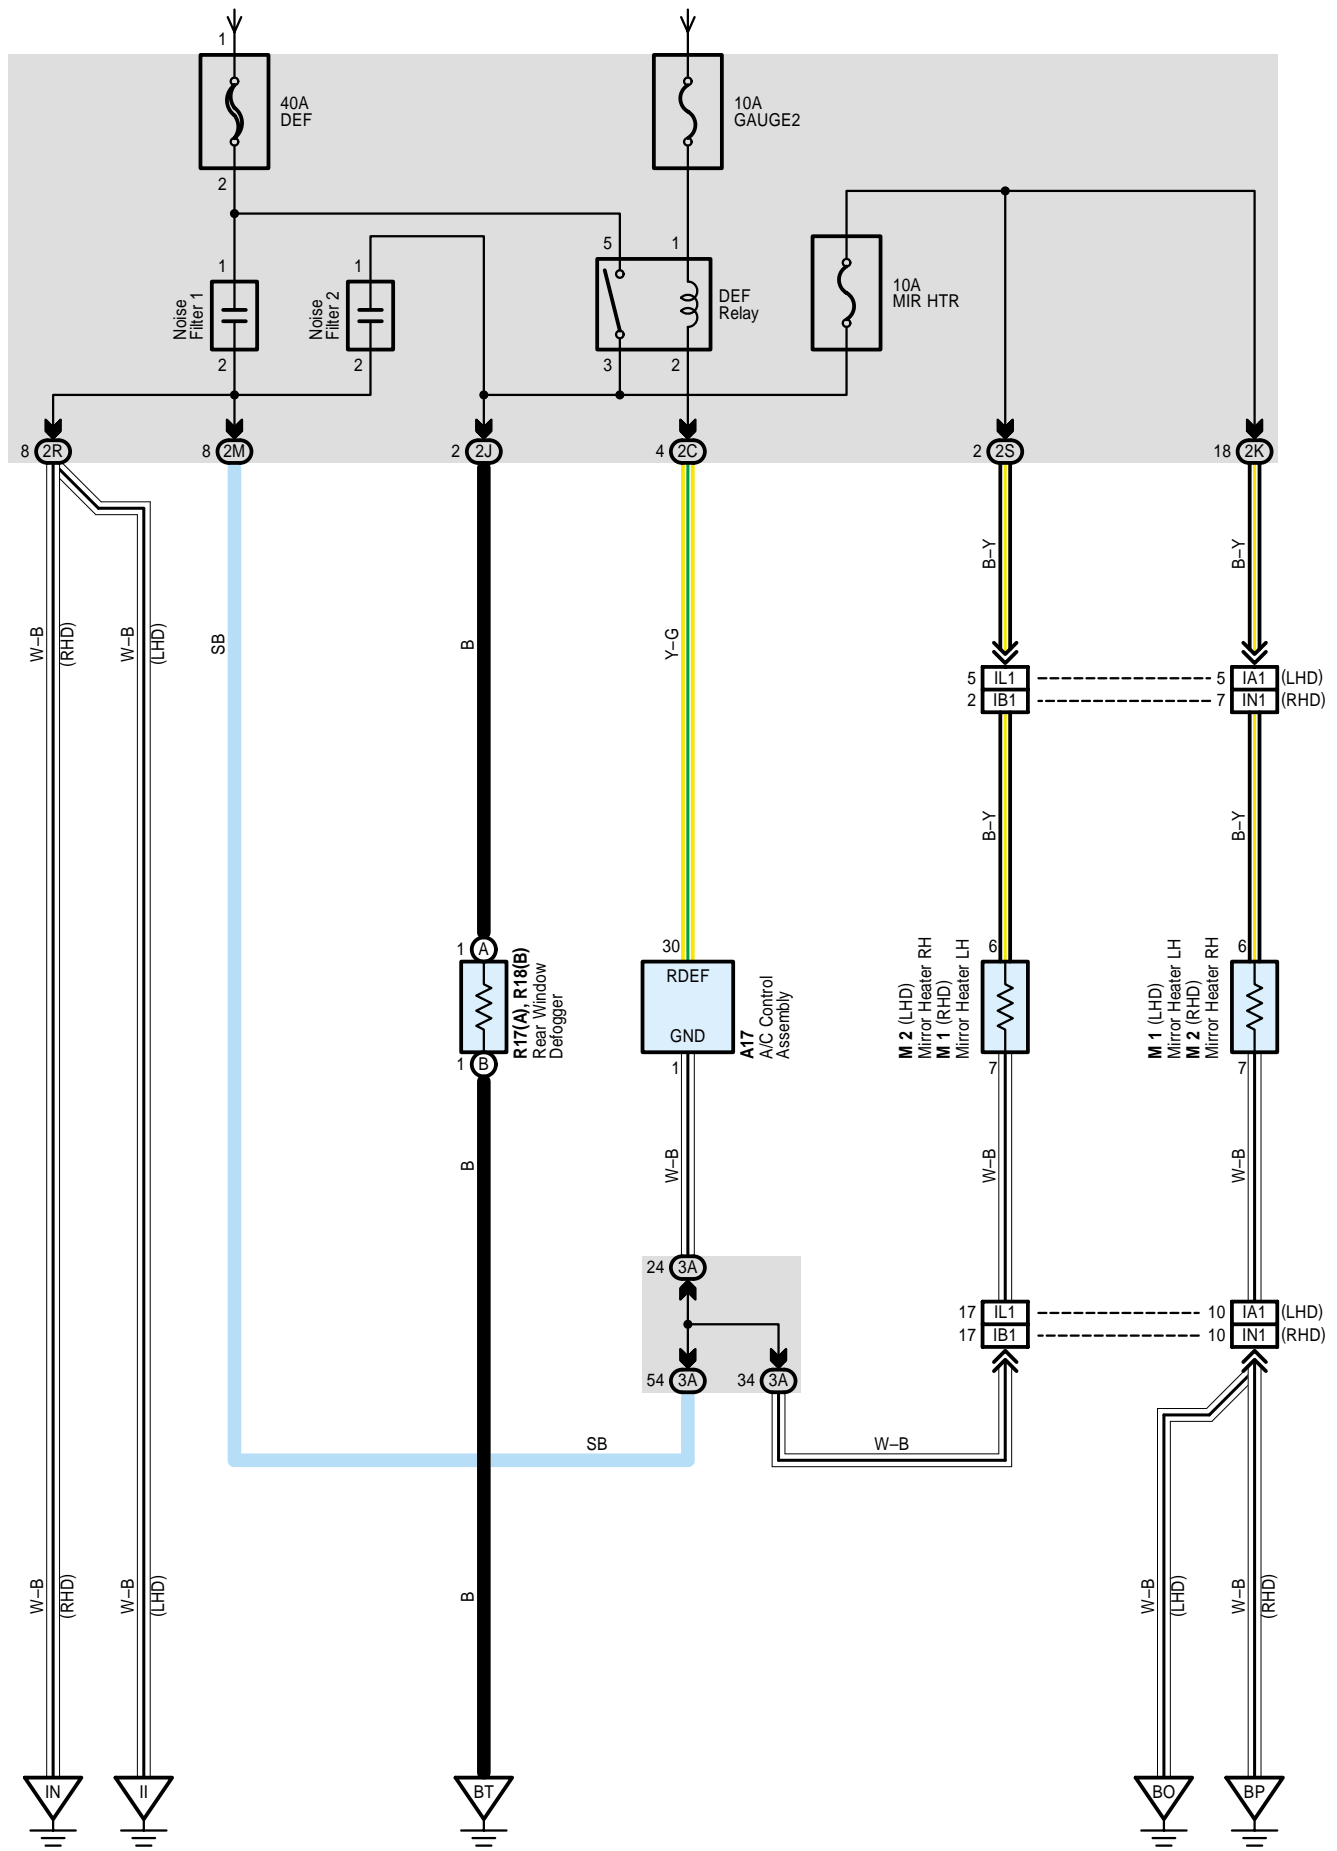 1
40A
DEF
2
10A
GAUGE2
5
1
1
1
Noise
Filter 1
Noise
Filter 2
DEF
Relay
10A
MIR HTR
2
2
3
2
8 2R
8 2M
2 2J
4 2C
2 2S
18 2K
B–Y
B–Y
W–B
(RHD)
W–B
(LHD)
SB
B
Y–G
5 IL1
5 IA1 (LHD)
2 IB1
7 IN1 (RHD)
B–Y
B–Y
1 A
R17(A), R18(B)
Rear Window
Defogger
1 B
30
RDEF
GND
1
A17
A/C Control
Assembly
M 2 (LHD)
Mirror Heater RH
M 1 (RHD)
Mirror Heater LH
6
7
M 1 (LHD)
Mirror Heater LH
M 2 (RHD)
Mirror Heater RH
6
7
B
W–B
W–B
W–B
24 3A
17 IL1
10 IA1 (LHD)
17 IB1
10 IN1 (RHD)
54 3A
34 3A
SB
W–B
W–B
(RHD)
W–B
(LHD)
B
W–B
(LHD)
W–B
(RHD)
IN
II
BT
BO
BP